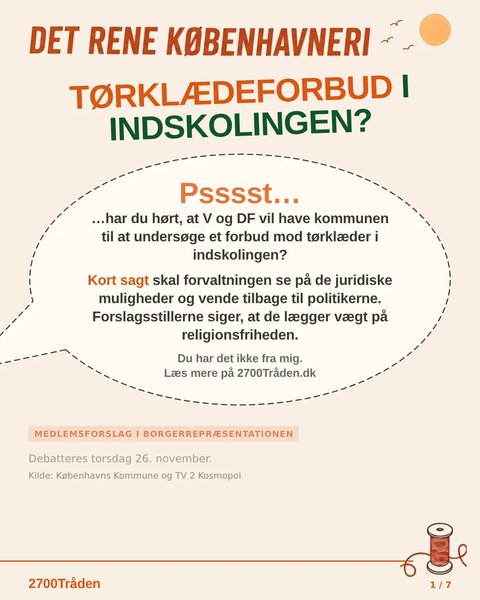 DET RENE KØBENHAVNERI
TØRKLÆDEFORBUD I
INDSKOLINGEN?
Psssst...
...har du hørt, at V og DF vil have kommunen
til at undersøge et forbud mod tørklæder i
indskolingen?
Kort sagt skal forvaltningen se på de juridiske
muligheder og vende tilbage til politikerne.
Forslagsstillerne siger, at de lægger vægt på
religionsfriheden.
Du har det ikke fra mig.
Læs mere på 2700Tråden.dk
MEDLEMSFORSLAG I BORGERREPRÆSENTATIONEN
Debatteres torsdag 26. november.
Kilde: Københavns Kommune og TV 2 Kosmopol
2700Tråden
1 / 7